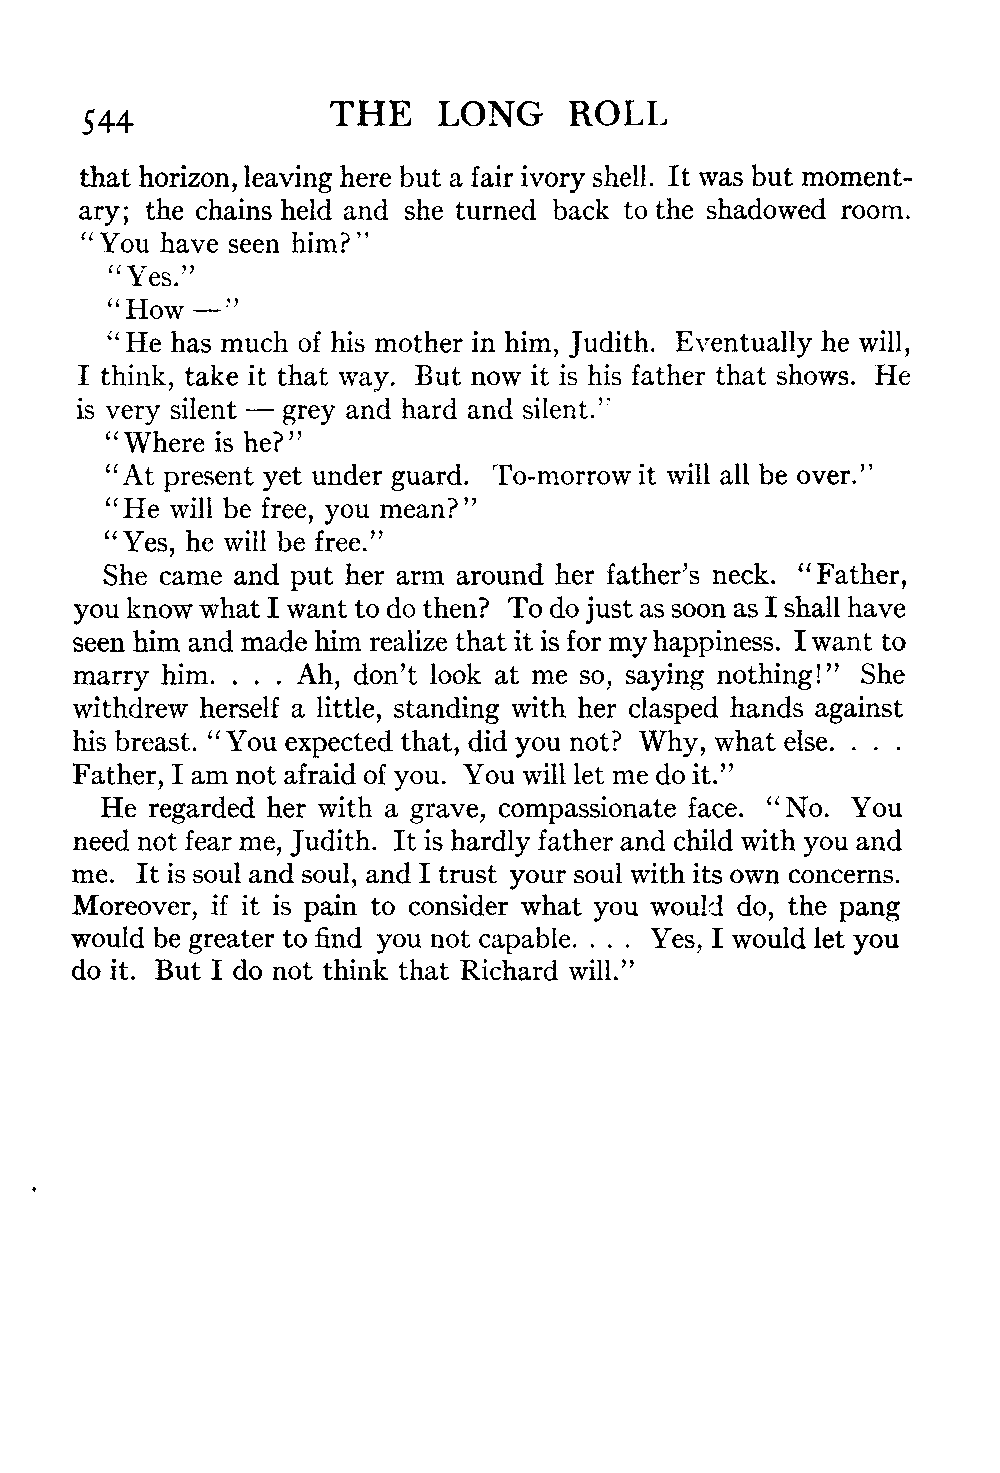 544 THE LONG ROLL
that horizon, leaving here but a fair ivory shell. It was but moment-
ary; the chains held and she turned back to the shadowed room.
"You have seen him?"
"Yes."
"How —"
"He has much of his mother in him, Judith. Eventually he will,
I think, take it that way. But now it is his father that shows. He
is very silent — grey and hard and silent."
"Where is he?"
"At present yet under guard. To-morrow it will all be over."
"He will be free, you mean?"
"Yes, he will be free."
She came and put her arm around her father's neck. "Father,
you know what I want to do then? To do just as soon as I shall have
seen him and made him realize that it is for my happiness. I want to
marry him. . . . Ah, don't look at me so, saying nothing!" She
withdrew herself a little, standing with her clasped hands against
his breast. "You expected that, did you not? Why, what else. . . .
Father, I am not afraid of you. You will let me do it."
He regarded her with a grave, compassionate face. "No. You
need not fear me, Judith. It is hardly father and child with you and
me. It is soul and soul, and I trust your soul with its own concerns.
Moreover, if it is pain to consider what you would do, the pang
would be greater to find you not capable. . . . Yes, I would let you
do it. But I do not think that Richard will."